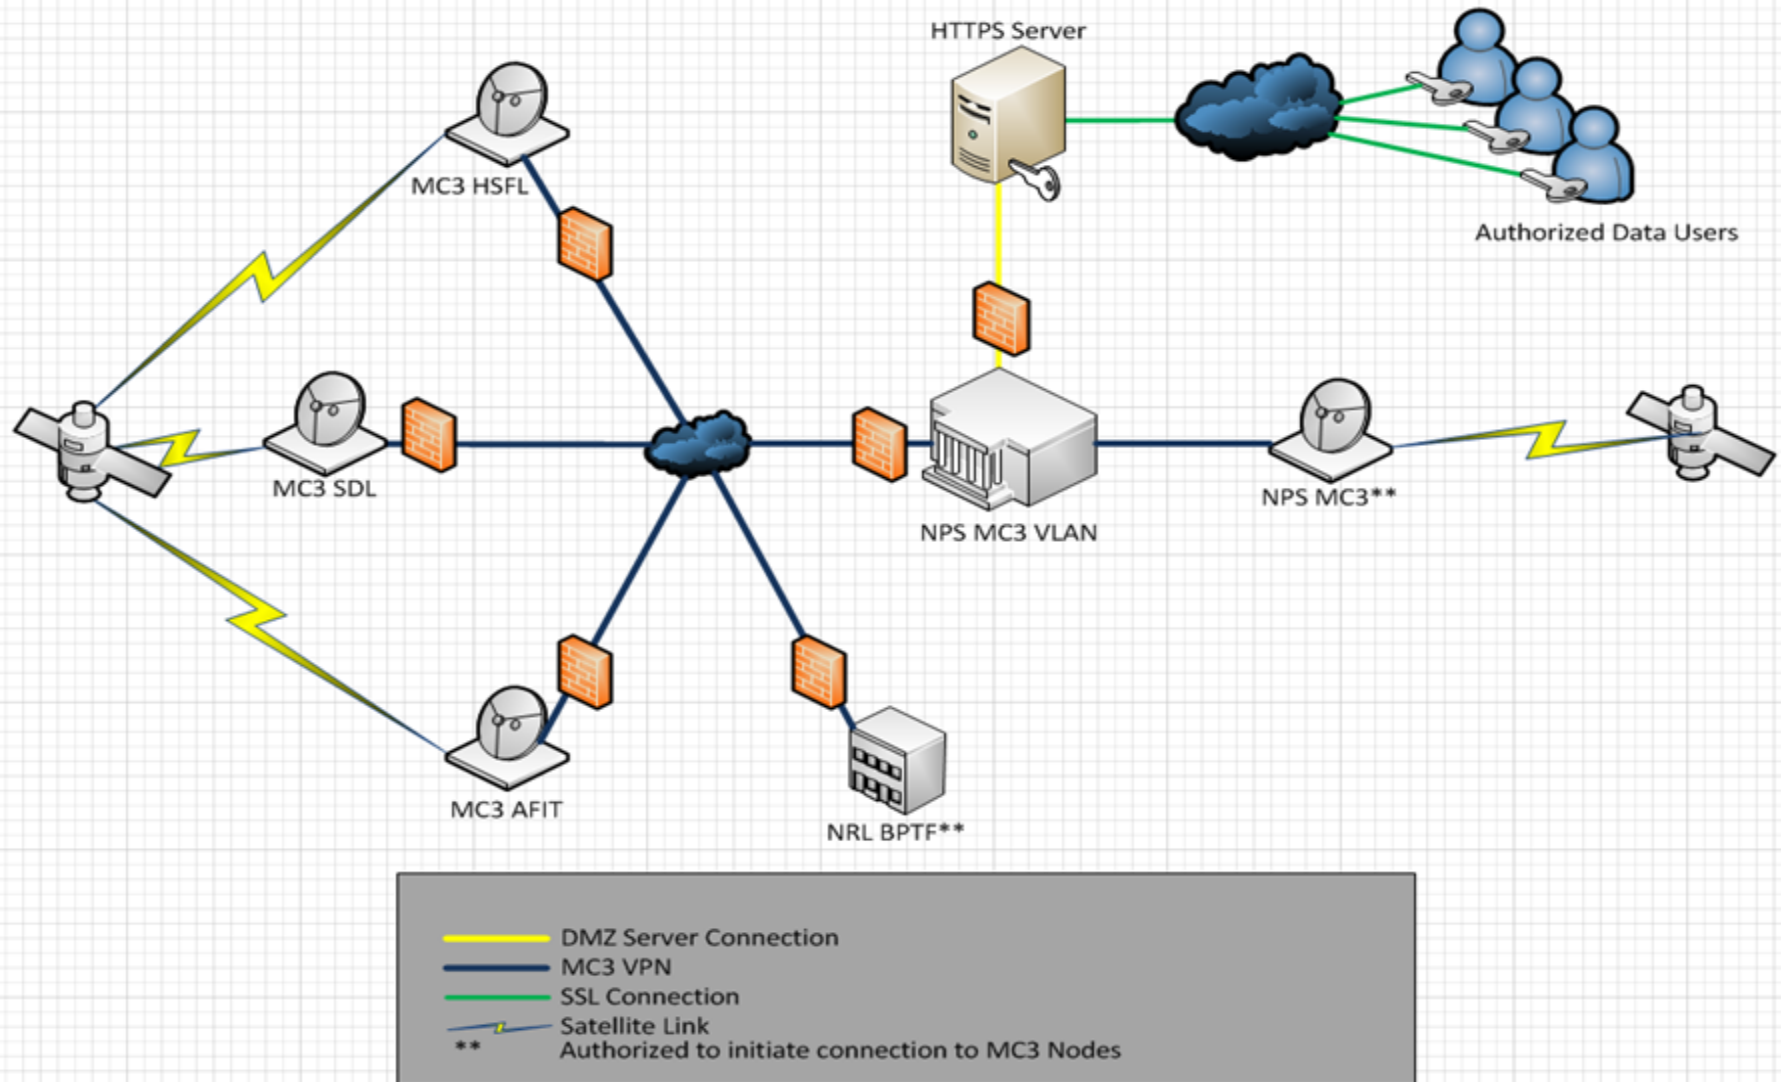 HTTPS Server
MC3 HSFL
Authorized Data Users
MC3 SDL
NPS MC3**
NPS MC3 VLAN
MC3 AFIT
NRL BPTF**
DMZ Server Connection
MC3 VPN
SSL Connection
Satellite Link
** Authorized to initiate connection to MC3 Nodes